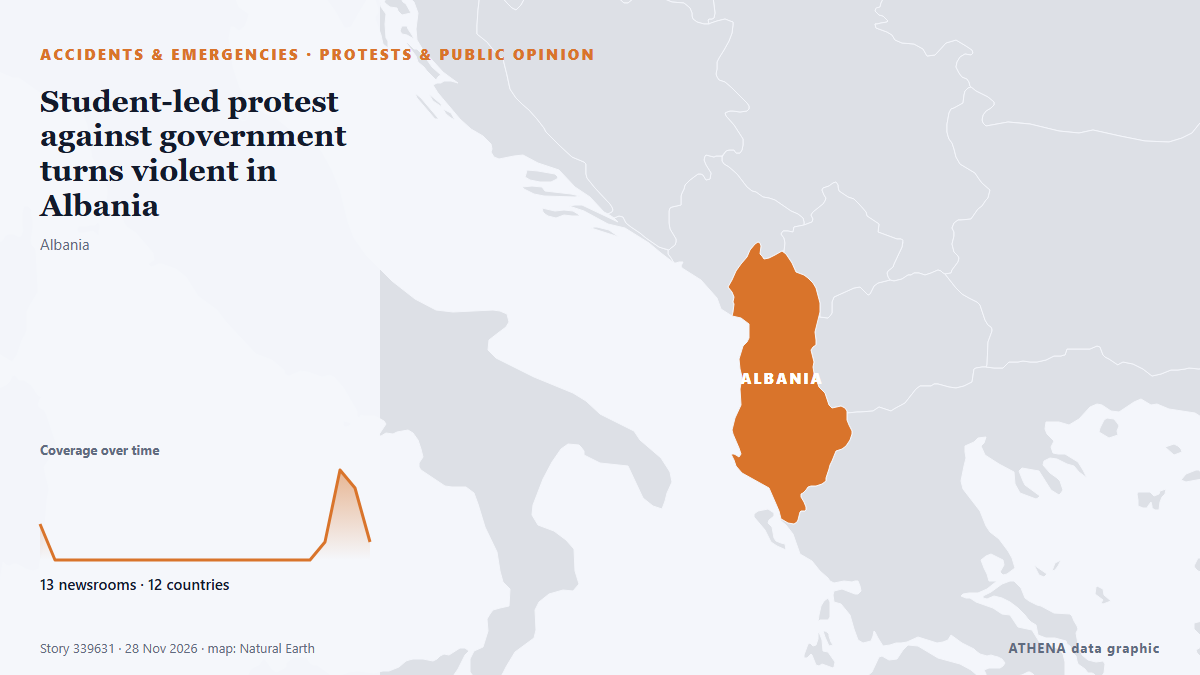 ACCIDENTS & EMERGENCIES · PROTESTS & PUBLIC OPINION
Student-led protest
against government
turns violent in
Albania
Albania
ALBANIA
Coverage over time
13 newsrooms · 12 countries
Story 339631 · 28 Nov 2026 · map: Natural Earth
ATHENA data graphic